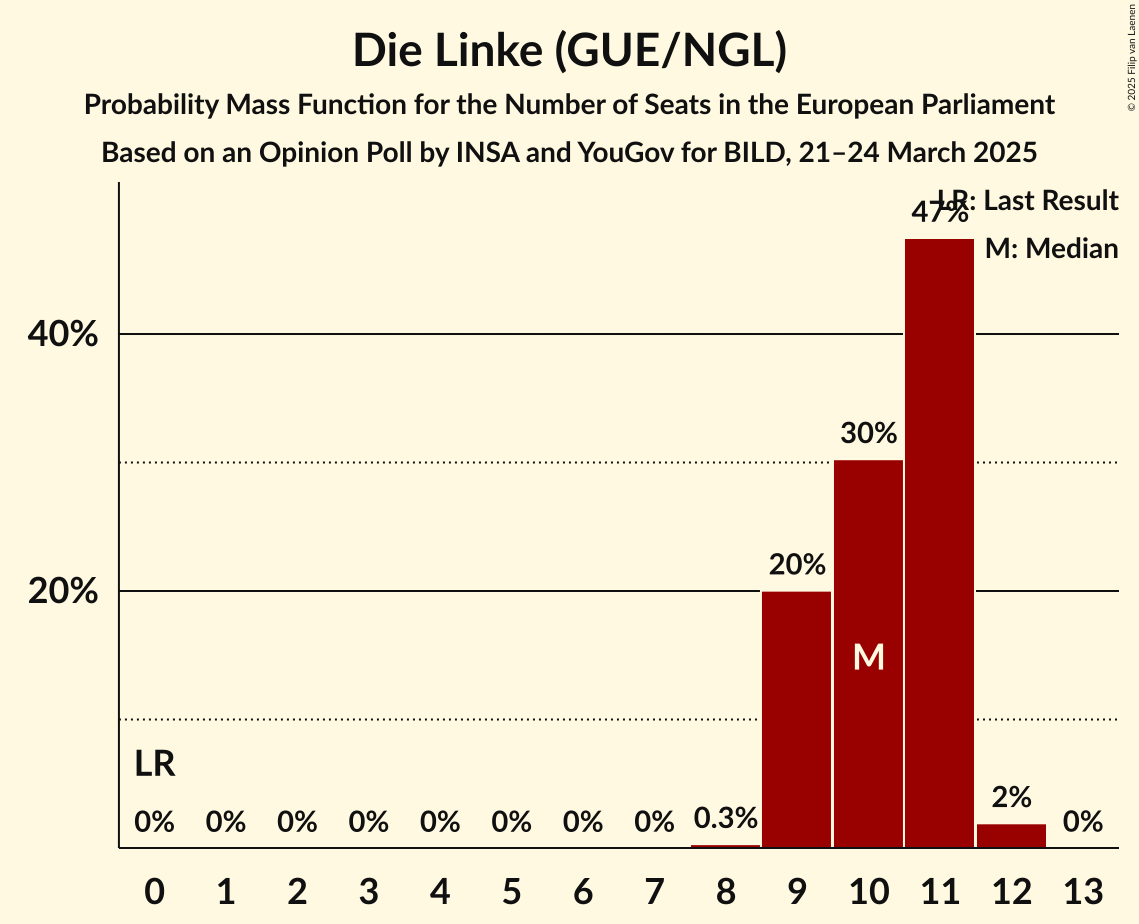 © 2025 Filip van Laenen
Die Linke (GUE/NGL)
Probability Mass Function for the Number of Seats in the European Parliament
Based on an Opinion Poll by INSA and YouGov for BILD, 21–24 March 2025
LR: Last Result
M: Median
47%
40%
30%
20%
20%
M
LR
0% 0% 0% 0% 0% 0% 0% 0% 0.3% 2% 0%
0 1 2 3 4 5 6 7 8 9 10 11 12 13